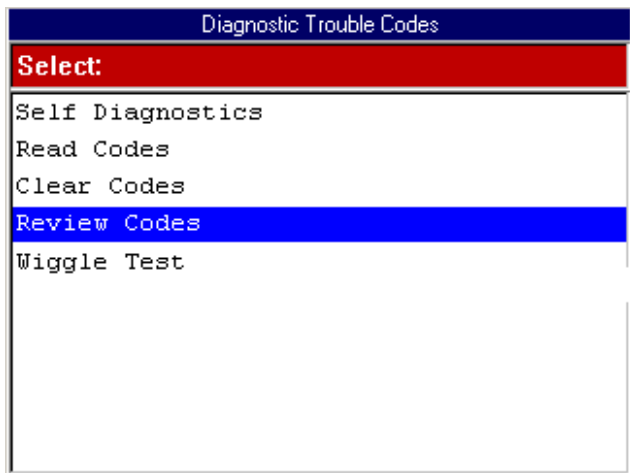 Diagnostic Trouble Codes
Select:
Self Diagnostics
Read Codes
Clear Codes
Review Codes
Wiggle Test